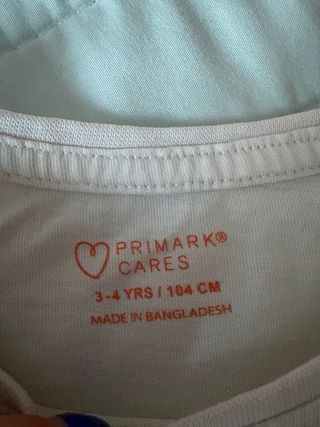 PRIMARK®
CARES
3-4 YRS / 104 CM
MADE IN BANGLADESH